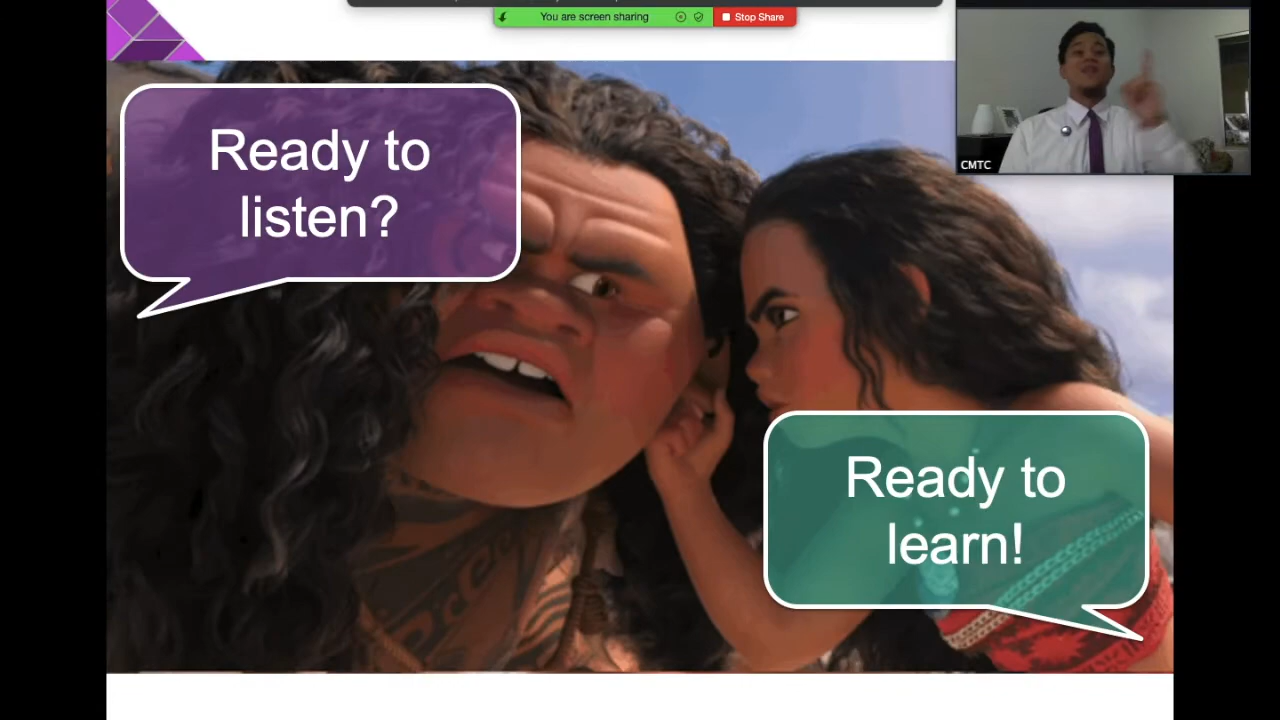 You are screen sharing
Stop Share
Ready to
listen?
CMTC
Ready to
learn!